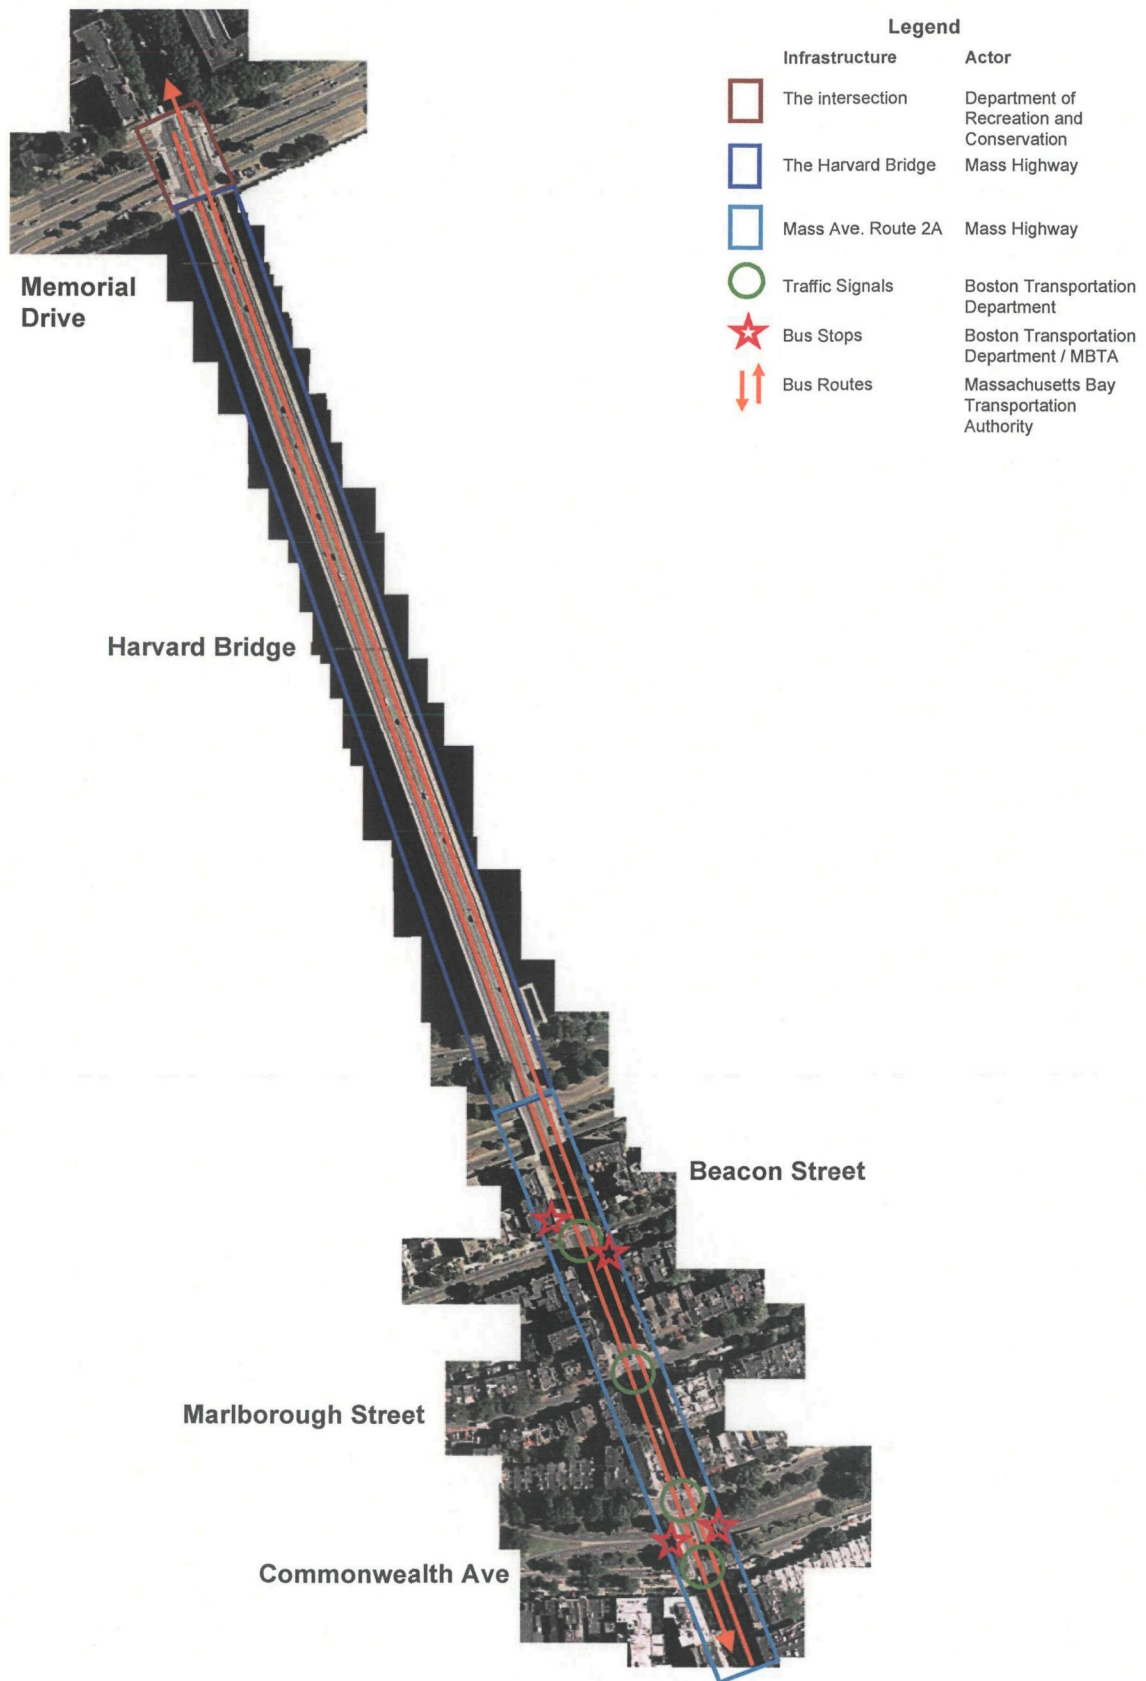 Legend
Infrastructure Actor
The intersection Department of
Recreation and
Conservation
The Harvard Bridge Mass Highway
Mass Ave. Route 2A Mass Highway
Traffic Signals Boston Transportation
Department
Bus Stops Boston Transportation
Department / MBTA
Bus Routes Massachusetts Bay
Transportation
Authority
Memorial
Drive
Harvard Bridge
Beacon Street
Marlborough Street
Commonwealth Ave